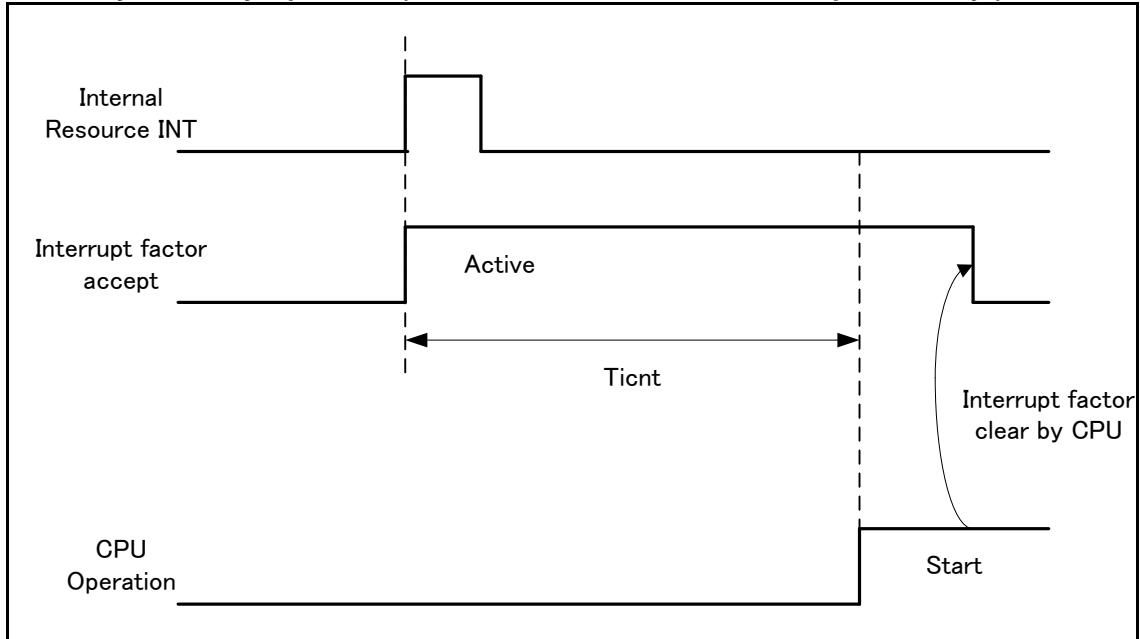 Internal
Resource INT
Interrupt factor
accept
Active
Ticnt
Interrupt factor
clear by CPU
CPU
Operation
Start